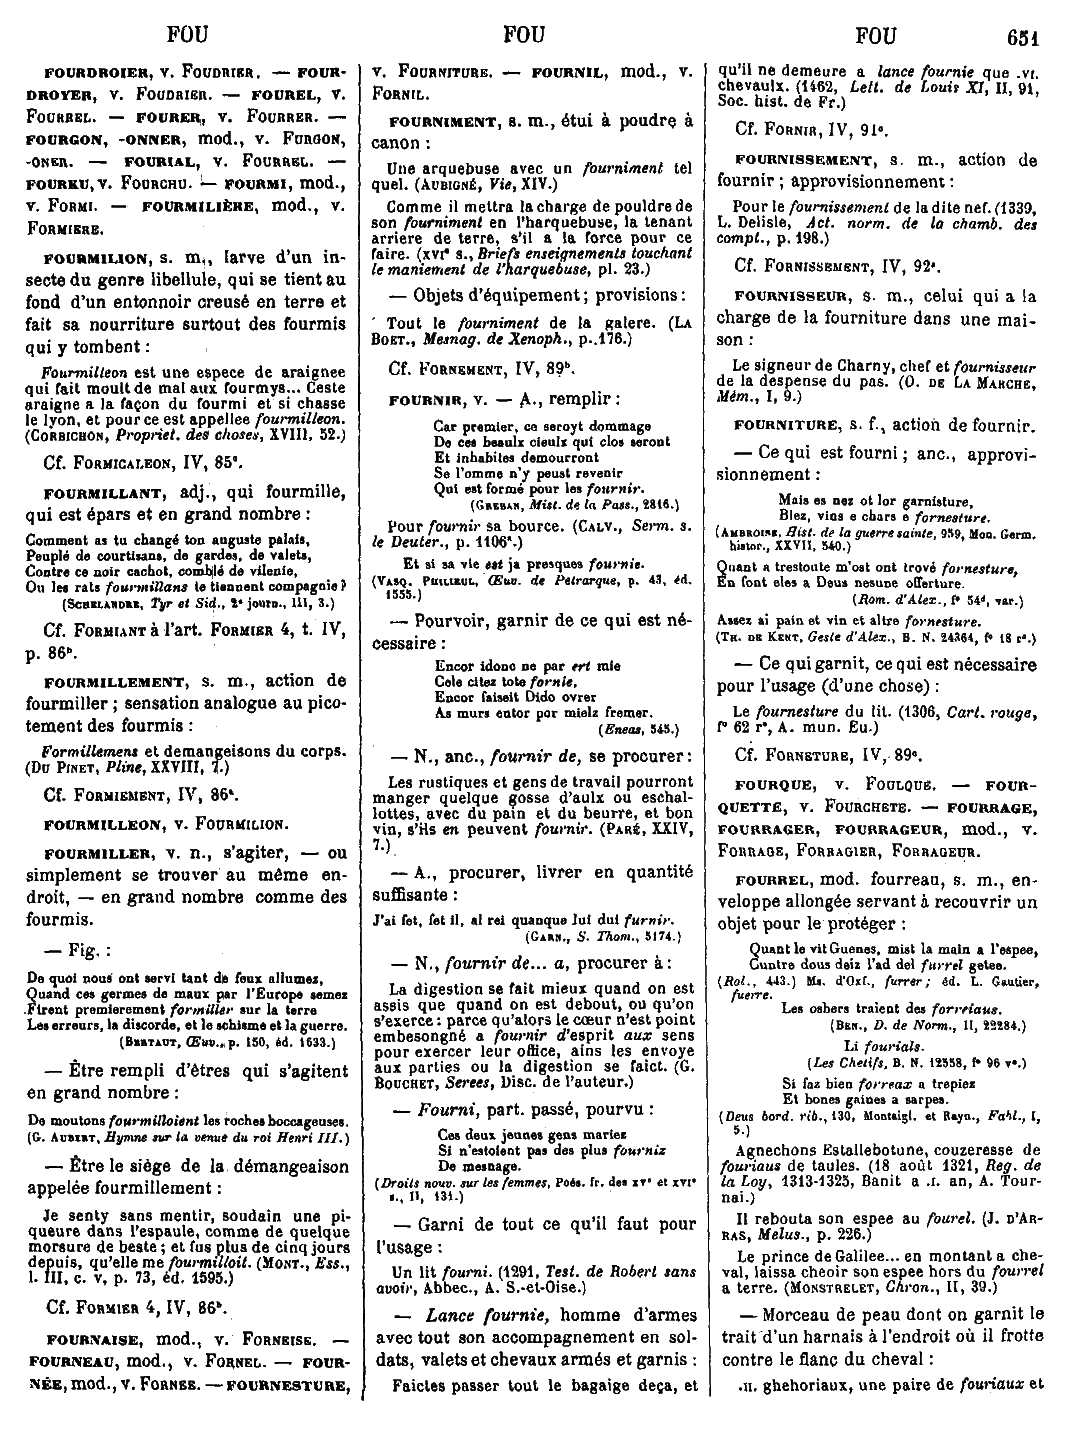 FOU
FOU
FOU 651
FOURDROIER, V. FOUDRIER. — FOUR-
DROYER, V. FOUDRIER. — FOUREL, V.
FOURREL. — FOURER, V. FOURRER. —
FOURGON, -ONNER, mod., V. FURGON,
-ONER. — FOURIAL, V. FOURREL. —
FOURKU, V. FOURCHU. — FOURMI, mod.,
V. FORMI. — FOURMILIÈRE, mod., V.
FORMIERE.
FOURMILION, s. m., larve d'un in-
secte du genre libellule, qui se tient au
fond d'un entonnoir creusé en terre et
fait sa nourriture surtout des fourmis
qui y tombent :
Fourmilleon est une espece de araignee
qui fait moult de mal aux fourmys... Ceste
araigne a la façon du fourmi et si chasse
le lyon, et pour ce est appellee fourmilleon.
(CORBICHON, Propriet. des choses, XVIII, 52.)
Cf. FORMICALEON, IV, 85c.
FOURMILLANT, adj., qui fourmille,
qui est épars et en grand nombre :
Comment as tu changé ton auguste palais,
Peuplé de courtisans, de gardes, de valets,
Contre ce noir cachot, comblé de vilenie,
Ou les rats fourmillans te tiennent compagnie ?
(SCHELANDRE, Tyr et Sid., 2e journ., III, 3.)
Cf. FORMIANT à l'art. FORMIER 4, t. IV,
p. 86b.
FOURMILLEMENT, s. m., action de
fourmiller ; sensation analogue au pico-
tement des fourmis :
Formillemens et demangeisons du corps.
(DU PINET, Pline, XXVIII, 7.)
Cf. FORMIEMENT, IV, 86a.
FOURMILLEON, V. FOURMILION.
FOURMILLER, v. n., s'agiter, — ou
simplement se trouver au même en-
droit, — en grand nombre comme des
fourmis.
— Fig. :
De quoi nous ont servi tant de feux allumez,
Quand ces germes de maux par l'Europe semez
Firent premierement formiller sur la terre
Les erreurs, la discorde, et le schisme et la guerre.
(BERTAUT, Œuv., p. 150, éd. 1633.)
— Être rempli d'êtres qui s'agitent
en grand nombre :
De moutons fourmilloient les roches boccageuses.
(G. AUBERT, Hymne sur la venue du roi Henri III.)
— Être le siège de la démangeaison
appelée fourmillement :
Je senty sans mentir, soudain une pi-
queure dans l'espaule, comme de quelque
morsure de beste ; et fus plus de cinq jours
depuis, qu'elle me fourmilloit. (MONT., Ess.,
l. III, c. v, p. 73, éd. 1595.)
Cf. FORMIER 4, IV, 86b.
FOURNAISE, mod., v. FORNEISE. —
FOURNEAU, mod., v. FORNEL. — FOUR-
NÉE, mod., v. FORNEE. — FOURNESTURE,
V. FOURNITURE. — FOURNIL, mod., v.
FORNIL.
FOURNIMENT, s. m., étui à poudre à
canon :
Une arquebuse avec un fourniment tel
quel. (AUBIGNÉ, Vie, XIV.)
Comme il mettra la charge de pouldre de
son fourniment en l'harquebuse, la tenant
arriere de terre, s'il a la force pour ce
faire. (XVIe s., Briefs enseignements touchant
le maniement de l'harquebuse, pl. 23.)
— Objets d'équipement ; provisions :
Tout le fourniment de la galere. (LA
BOET., Mesnag. de Xenoph., p. 176.)
Cf. FORNEMENT, IV, 89b.
FOURNIR, v. — A., remplir :
Car premier, ce seroyt dommage
De ces beaulx cieulx qui clos seront
Et inhabites demourront
Se l'omme n'y peust revenir
Qui est formé pour les fournir.
(GREBAN, Mist. de la Pass., 2816.)
Pour fournir sa bource. (CALV., Serm. s.
le Deuter., p. 1106a.)
Et si sa vie est ja presques fournie.
(VASQ. PHILIEUL, Œuv. de Petrarque, p. 43, éd.
1555.)
— Pourvoir, garnir de ce qui est né-
cessaire :
Encor idonc ne par ert mie
Cele citez tote fornie,
Encor faiseit Dido ovrer
As murs entor por mielz fremer.
(Eneas, 545.)
— N., anc., fournir de, se procurer :
Les rustiques et gens de travail pourront
manger quelque gosse d'aulx ou eschal-
lottes, avec du pain et du beurre, et bon
vin, s'ils en peuvent fournir. (PARÉ, XXIV,
7.)
— A., procurer, livrer en quantité
suffisante :
J'ai fet, fet il, al rei quanque lui dui furnir.
(GARN., S. Thom., 5174.)
— N., fournir de... a, procurer à :
La digestion se fait mieux quand on est
assis que quand on est debout, ou qu'on
s'exerce : parce qu'alors le cœur n'est point
embesongné a fournir d'esprit aux sens
pour exercer leur office, ains les envoye
aux parties ou la digestion se faict. (G.
BOUCHET, Serees, Disc. de l'auteur.)
— Fourni, part. passé, pourvu :
Ces deux jeunes gens mariez
Si n'estoient pas des plus fourniz
De mesnage.
(Droits nouv. sur les femmes, Poés. fr. des XVe et XVIe
s., II, 131.)
— Garni de tout ce qu'il faut pour
l'usage :
Un lit fourni. (1291, Test. de Robert sans
avoir, Abbec., A. S.-et-Oise.)
— Lance fournie, homme d'armes
avec tout son accompagnement en sol-
dats, valets et chevaux armés et garnis :
Faictes passer tout le bagaige deça, et
qu'il ne demeure a lance fournie que .VI.
chevaulx. (1462, Lett. de Louis XI, II, 91,
Soc. hist. de Fr.)
Cf. FORNIR, IV, 91a.
FOURNISSEMENT, s. m., action de
fournir ; approvisionnement :
Pour le fournissement de la dite nef. (1339,
L. Delisle, Act. norm. de la chamb. des
compt., p. 198.)
Cf. FORNISSEMENT, IV, 92a.
FOURNISSEUR, s. m., celui qui a la
charge de la fourniture dans une mai-
son :
Le signeur de Charny, chef et fournisseur
de la despense du pas. (O. DE LA MARCHE,
Mém., I, 9.)
FOURNITURE, s. f., action de fournir.
— Ce qui est fourni ; anc., approvi-
sionnement :
Mais es nez ot lor garnisture,
Blez, vins e chars e fornesture.
(AMBROISE, Hist. de la guerre sainte, 959, Mon. Germ.
histor., XXVII, 540.)
Quant a trestoute m'ost ont trové fornesture,
En font eles a Deus nesune offerture.
(Rom. d'Alex., fo 54d, var.)
Assez ai pain et vin et altre fornesture.
(TH. DE KENT, Geste d'Alex., B. N. 24364, fo 18 ro.)
— Ce qui garnit, ce qui est nécessaire
pour l'usage (d'une chose) :
Le fournesture du lit. (1306, Cart. rouge,
fo 62 ro, A. mun. Eu.)
Cf. FORNETURE, IV, 89c.
FOURQUE, v. FOULQUE. — FOUR-
QUETTE, v. FOURCHETE. — FOURRAGE,
FOURRAGER, FOURRAGEUR, mod., v.
FORRAGE, FORRAGIER, FORRAGEUR.
FOURREL, mod. fourreau, s. m., en-
veloppe allongée servant à recouvrir un
objet pour le protéger :
Quant le vit Guenes, mist la main a l'espee,
Cuntre dous deiz l'ad del furrel getee.
(Rol., 443.) Ms. d'Oxf., furrer ; éd. L. Gautier,
fuerre.
Les osbers traient des forreiaus.
(BEN., D. de Norm., II, 22284.)
Li fourials.
(Les Chetifs, B. N. 12558, fo 96 vo.)
Si faz bien forreax a trepiez
Et bones gaines a sarpes.
(Deus bord. rib., 130, Montaigl. et Rayn., Fabl., I,
5.)
Agnechons Estallebotune, couzeresse de
fouriaus de taules. (18 août 1321, Reg. de
la Loy, 1313-1325, Banit a .I. an, A. Tour-
nai.)
Il rebouta son espee au fourel. (J. D'AR-
RAS, Melus., p. 226.)
Le prince de Galilee... en montant a che-
val, laissa cheoir son espee hors du fourrel
a terre. (MONSTRELET, Chron., II, 39.)
— Morceau de peau dont on garnit le
trait d'un harnais à l'endroit où il frotte
contre le flanc du cheval :
.II. ghehoriaux, une paire de fouriaux et